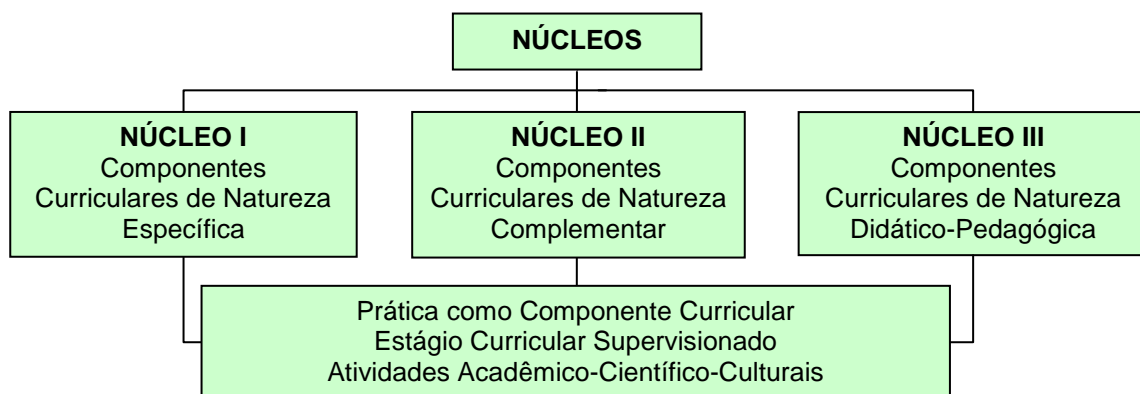 NÚCLEOS
NÚCLEO I
Componentes
Curriculares de Natureza
Específica
NÚCLEO II
Componentes
Curriculares de Natureza
Complementar
NÚCLEO III
Componentes
Curriculares de Natureza
Didático-Pedagógica
Prática como Componente Curricular
Estágio Curricular Supervisionado
Atividades Acadêmico-Científico-Culturais